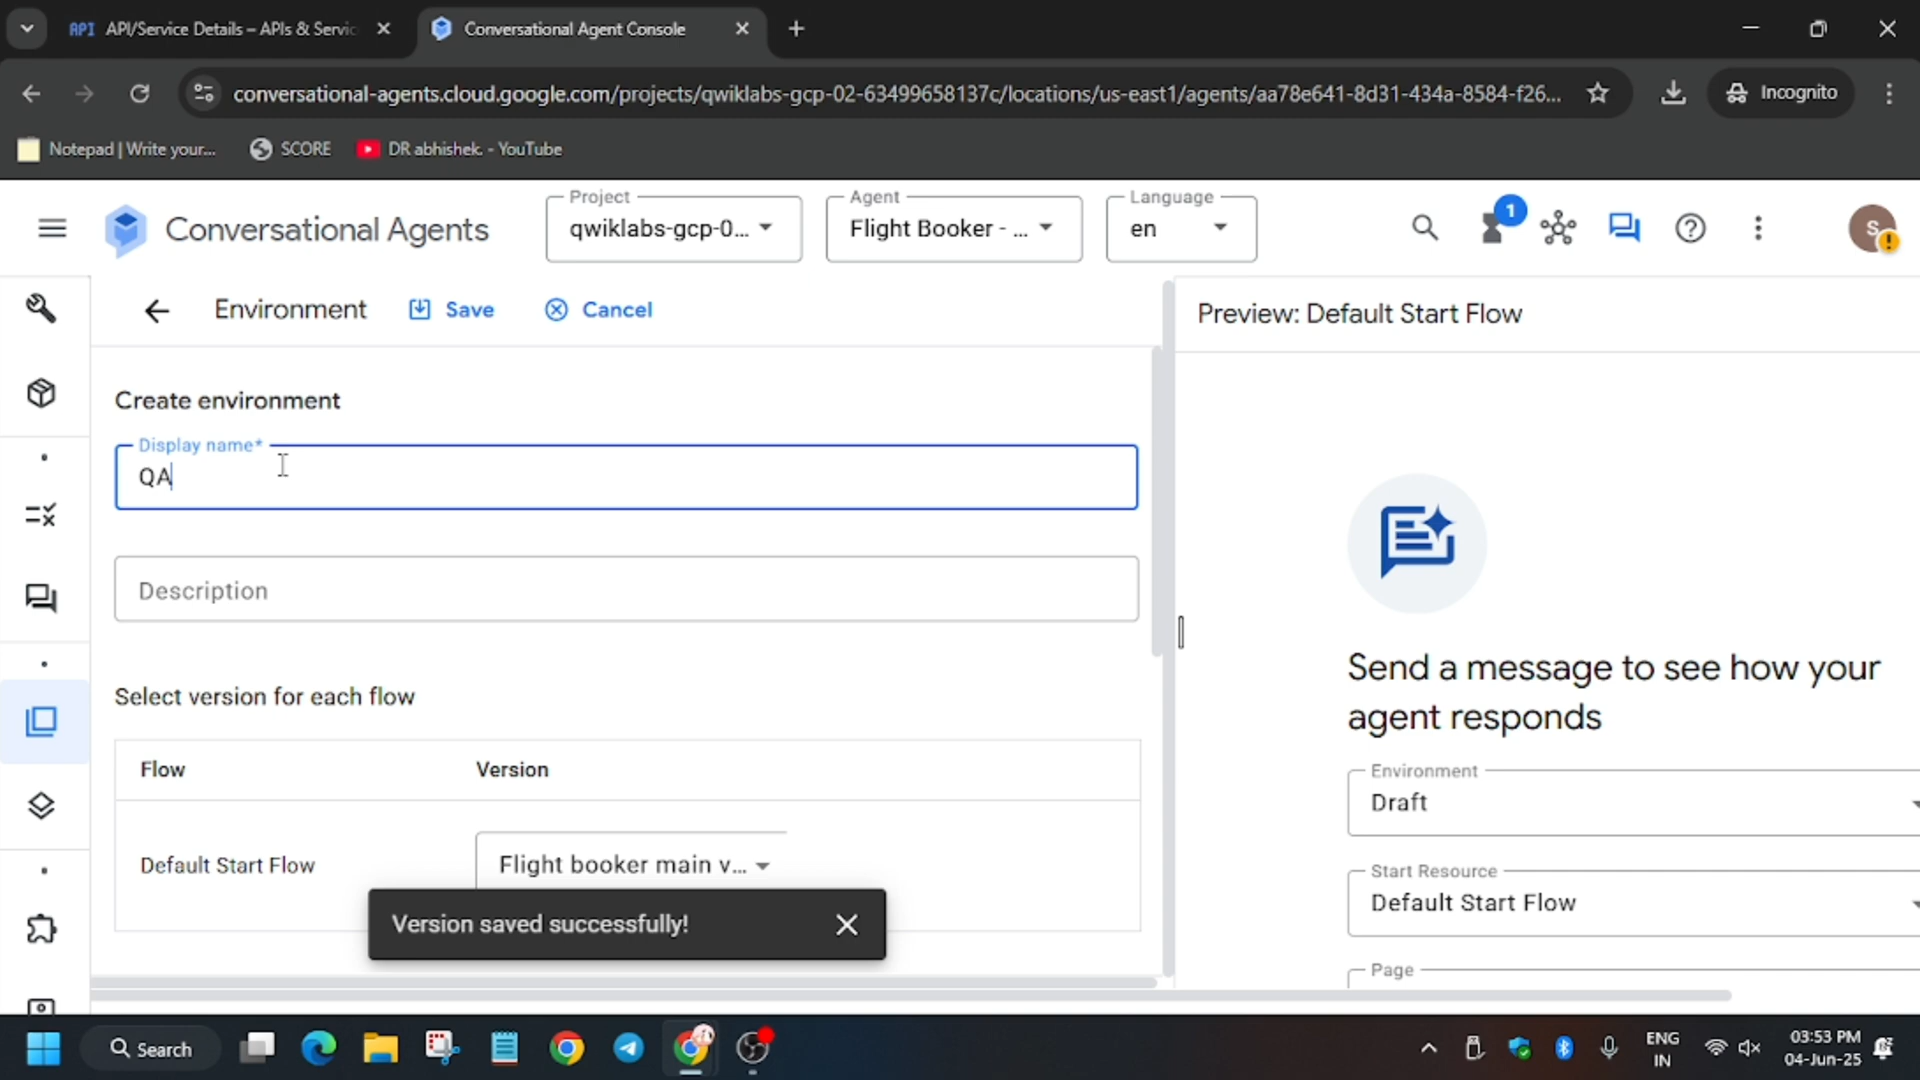 API API/Service Details – APIs & Servic
Conversational Agent Console
conversational-agents.cloud.google.com/projects/qwiklabs-gcp-02-63499658137c/locations/us-east1/agents/aa78e641-8d31-434a-8584-f26...
Incognito
Notepad | Write your...
SCORE
DR abhishek. - YouTube
Conversational Agents
Project
qwiklabs-gcp-0...
Agent
Flight Booker - ...
Language
en
1
S
Environment
Save
Cancel
Preview: Default Start Flow
Create environment
Display name*
QA
Description
Select version for each flow
Flow
Version
Default Start Flow
Flight booker main v...
Version saved successfully!
Send a message to see how your
agent responds
Environment
Draft
Start Resource
Default Start Flow
Page
Search
ENG
IN
03:53 PM
04-Jun-25